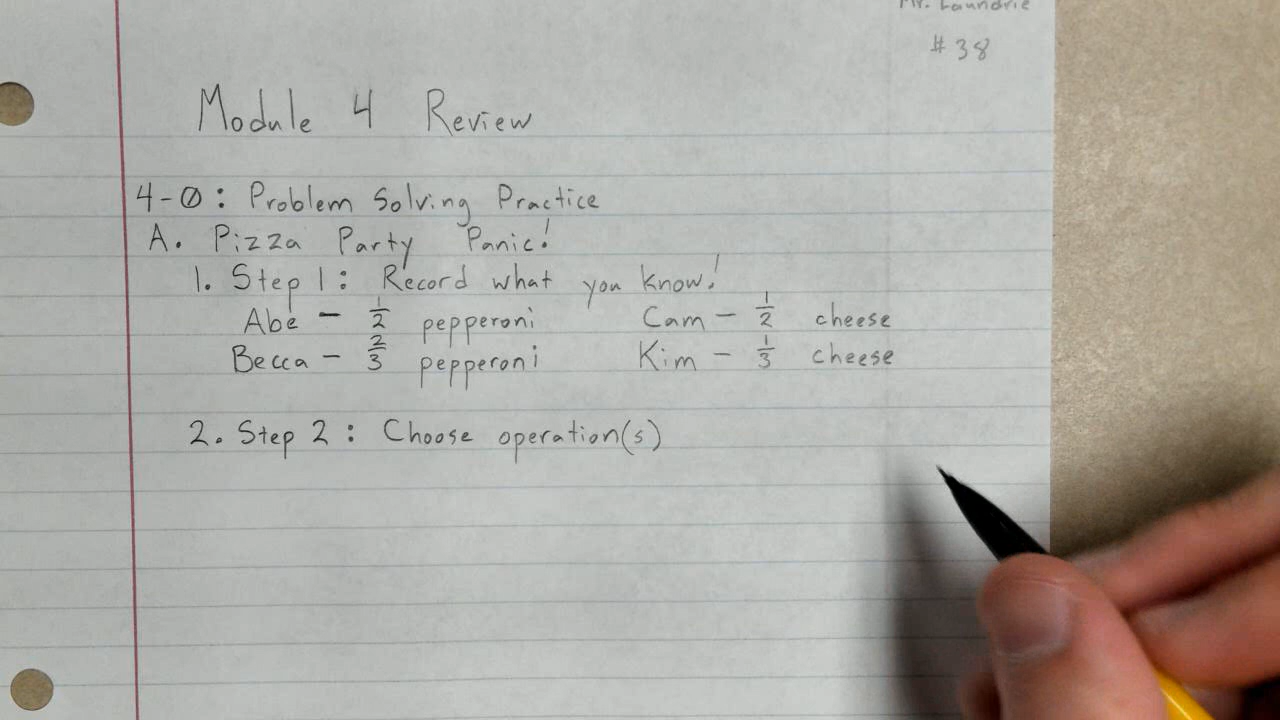 Mr. Laundrie
# 38
Module 4 Review
4-0: Problem Solving Practice
A. Pizza Party Panic!
1. Step 1: Record what you know!
Abe - 1/2 pepperoni Cam - 1/2 cheese
Becca - 2/3 pepperoni Kim - 1/3 cheese
2. Step 2: Choose operation(s)